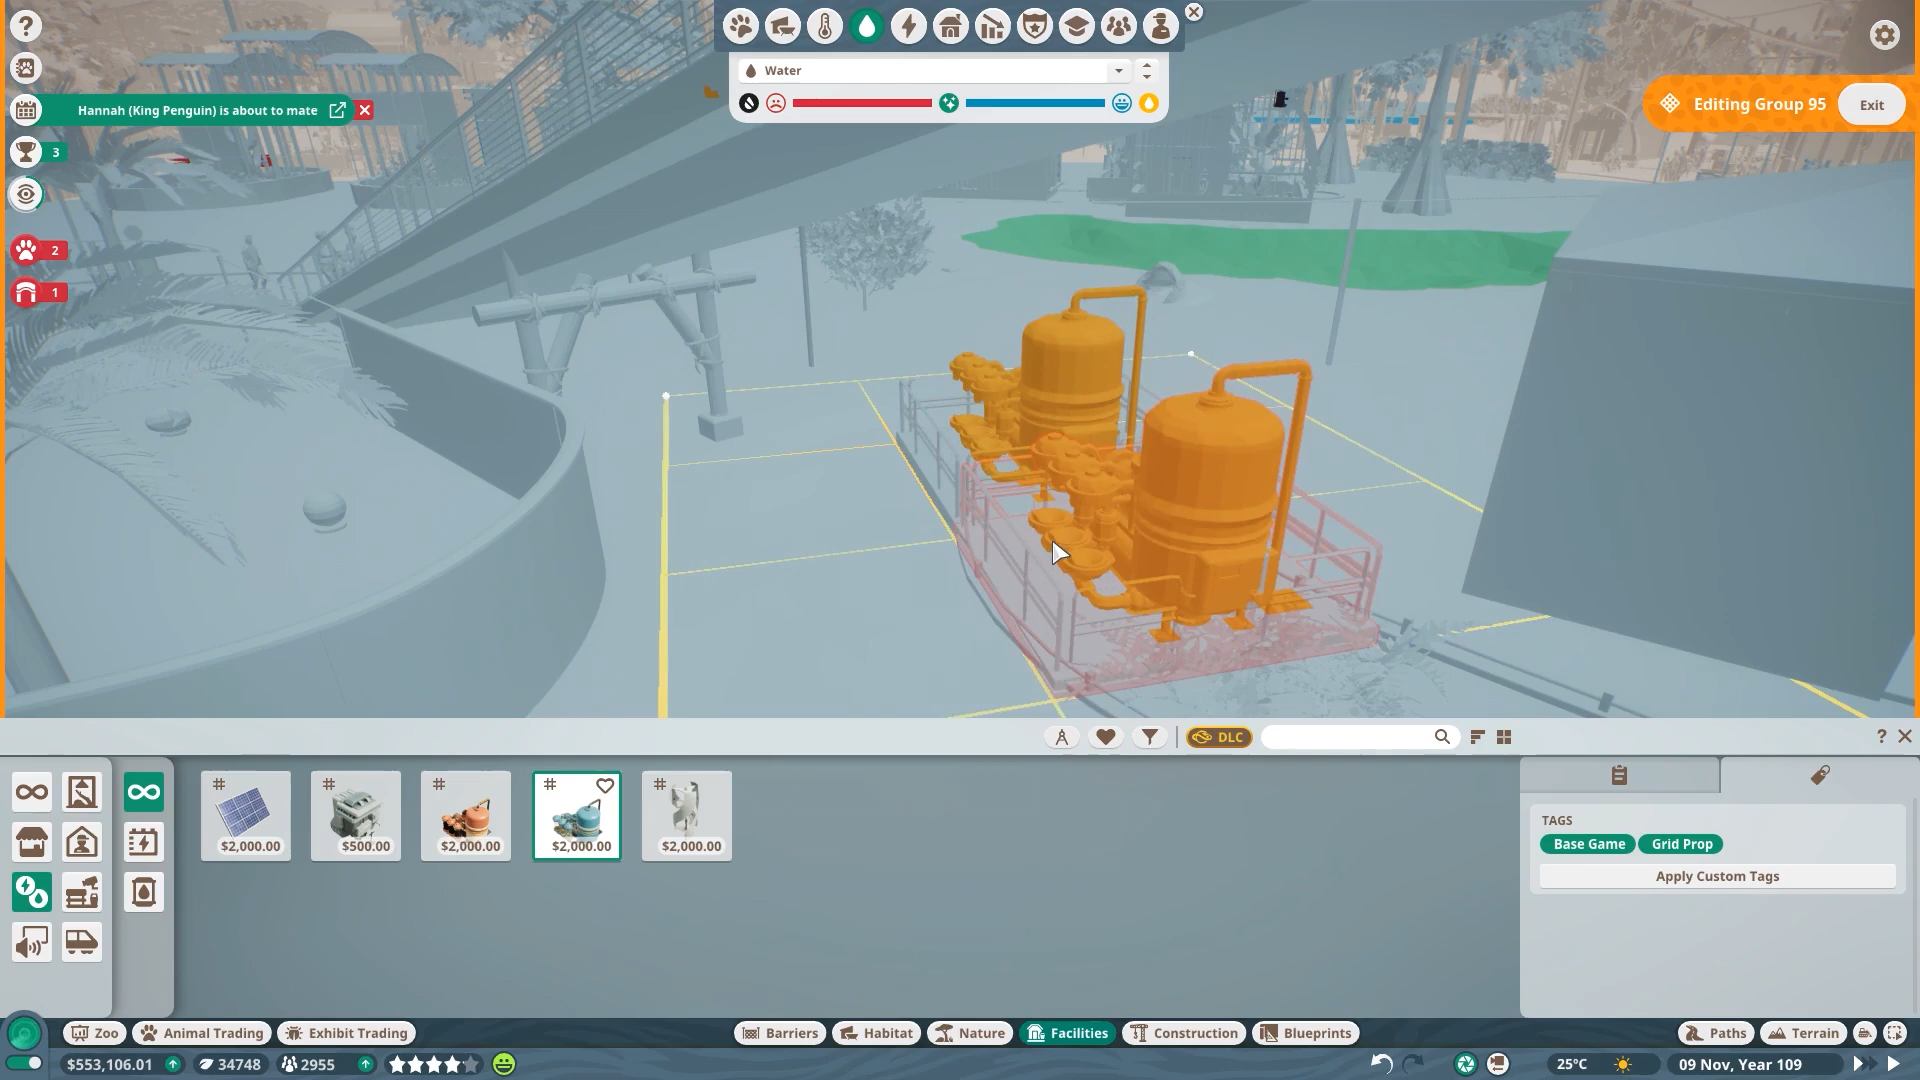 Water
Hannah (King Penguin) is about to mate
Editing Group 95
Exit
3
2
1
DLC
?
?
$2,000.00
$500.00
$2,000.00
$2,000.00
$2,000.00
TAGS
Base Game
Grid Prop
Apply Custom Tags
Zoo
Animal Trading
Exhibit Trading
Barriers
Habitat
Nature
Facilities
Construction
Blueprints
Paths
Terrain
$553,106.01
34748
2955
25°C
09 Nov, Year 109